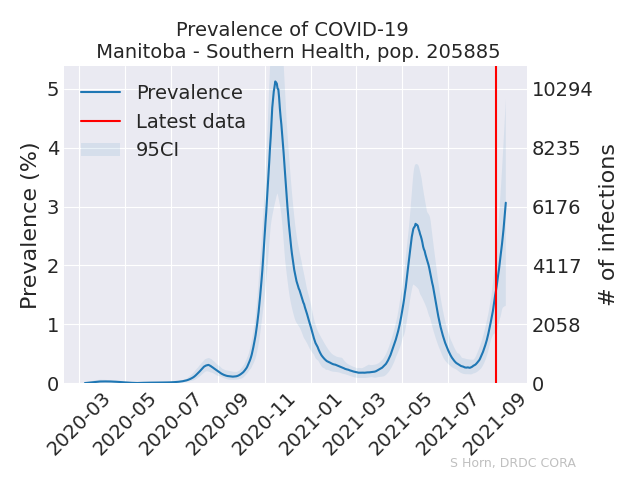 Prevalence of COVID-19
Manitoba - Southern Health, pop. 205885
Prevalence
Latest data
95CI
Prevalence (%)
5
4
3
2
1
0
10294
8235
6176
4117
2058
0
# of infections
2020-03
2020-05
2020-07
2020-09
2020-11
2021-01
2021-03
2021-05
2021-07
2021-09
S Horn, DRDC CORA